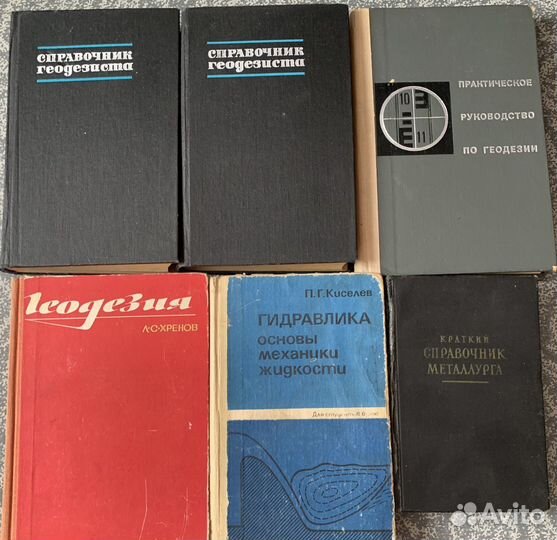 СПРАВОЧНИК
геодезиста
СПРАВОЧНИК
геодезиста
ПРАКТИЧЕСКОЕ
РУКОВОДСТВО
ПО ГЕОДЕЗИИ
10
11
Геодезия
Л·С·ХРЕНОВ
П.Г.Киселев
ГИДРАВЛИКА
основы
механики
жидкости
КРАТКИЙ
СПРАВОЧНИК
МЕТАЛЛУРГА
Avito